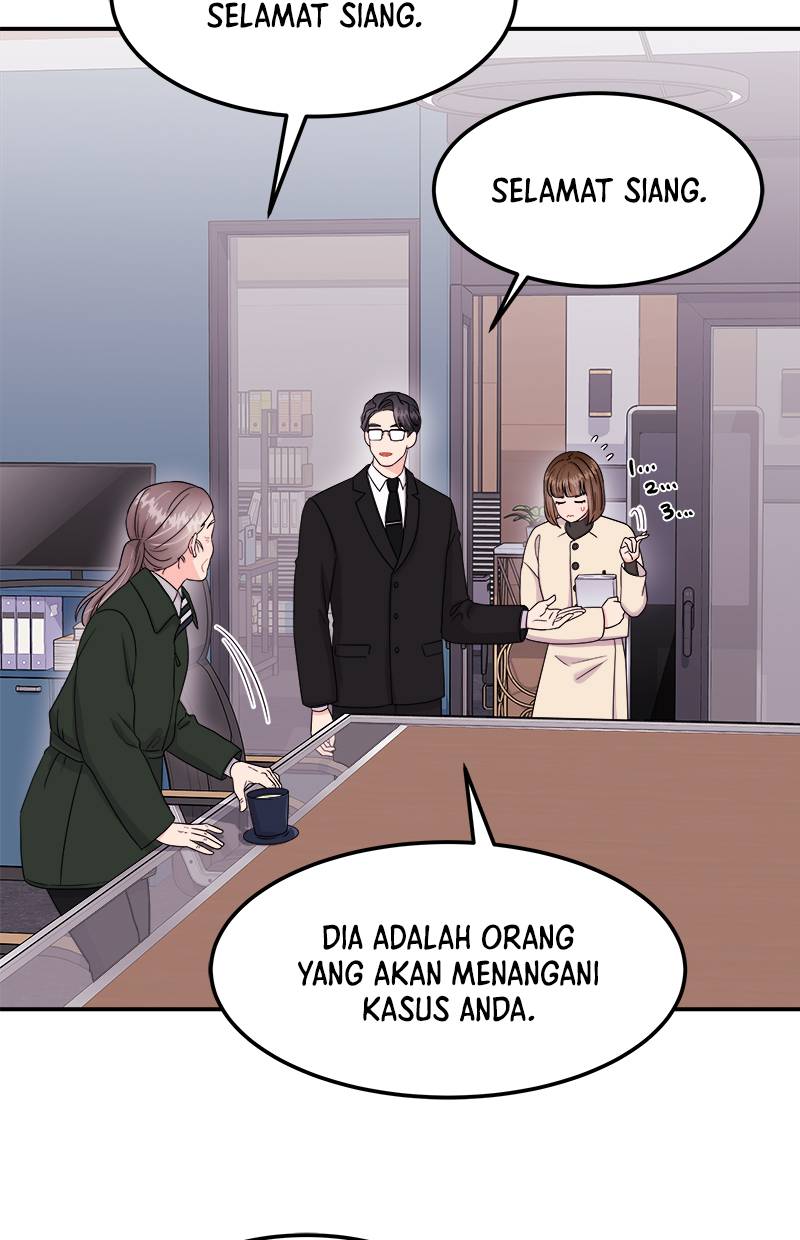 SELAMAT SIANG.
SELAMAT SIANG.
1...
2...
3...
DIA ADALAH ORANG
YANG AKAN MENANGANI
KASUS ANDA.